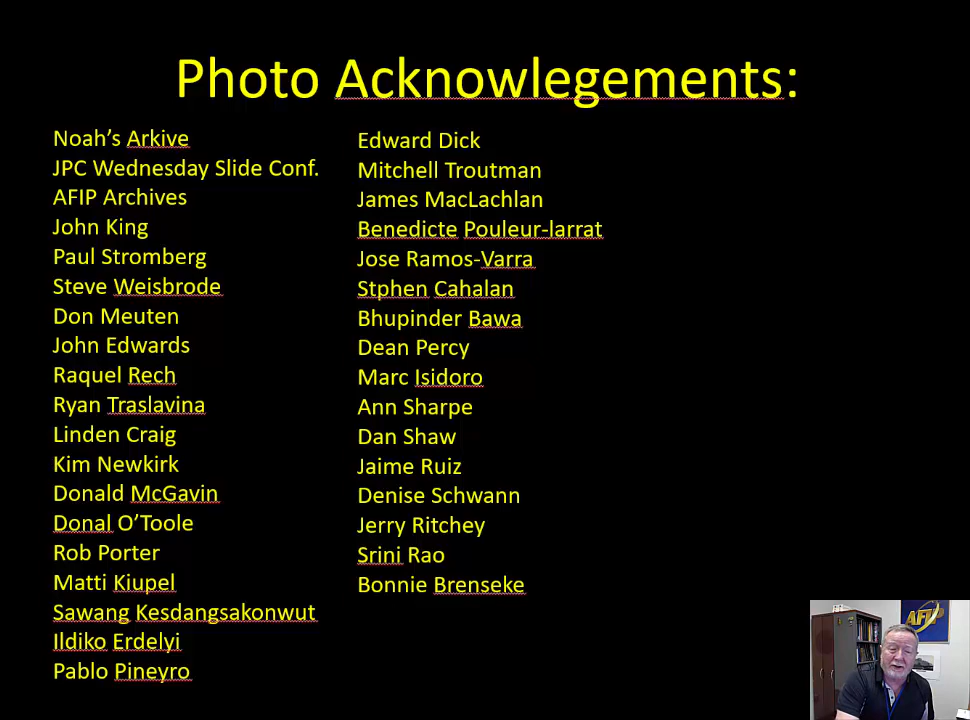 Photo Acknowlegements:
Noah's Arkive
JPC Wednesday Slide Conf.
AFIP Archives
John King
Paul Stromberg
Steve Weisbrode
Don Meuten
John Edwards
Raquel Rech
Ryan Traslavina
Linden Craig
Kim Newkirk
Donald McGavin
Donal O'Toole
Rob Porter
Matti Kiupel
Sawang Kesdangsakonwut
Ildiko Erdelyi
Pablo Pineyro
Edward Dick
Mitchell Troutman
James MacLachlan
Benedicte Pouleur-larrat
Jose Ramos-Varra
Stphen Cahalan
Bhupinder Bawa
Dean Percy
Marc Isidoro
Ann Sharpe
Dan Shaw
Jaime Ruiz
Denise Schwann
Jerry Ritchey
Srini Rao
Bonnie Brenseke
AFIP